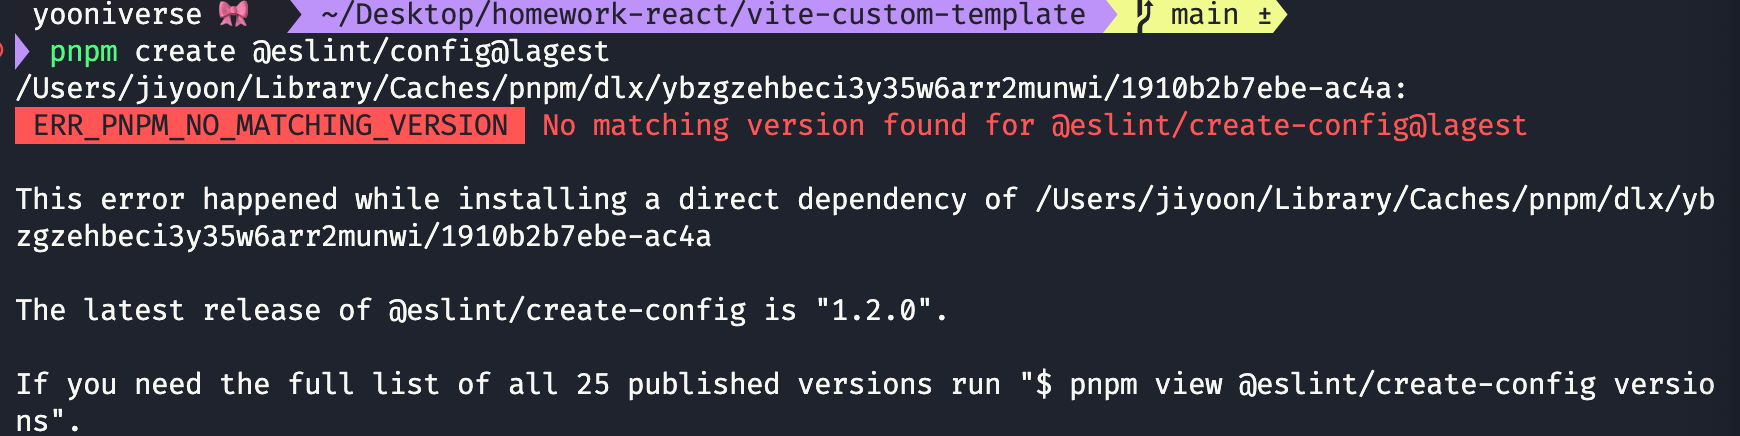 yooniverse 🎀 ~/Desktop/homework-react/vite-custom-template main ±
pnpm create @eslint/config@lagest
/Users/jiyoon/Library/Caches/pnpm/dlx/ybzgzehbeci3y35w6arr2munwi/1910b2b7ebe-ac4a:
ERR_PNPM_NO_MATCHING_VERSION No matching version found for @eslint/create-config@lagest
This error happened while installing a direct dependency of /Users/jiyoon/Library/Caches/pnpm/dlx/yb
zgzehbeci3y35w6arr2munwi/1910b2b7ebe-ac4a
The latest release of @eslint/create-config is "1.2.0".
If you need the full list of all 25 published versions run "$ pnpm view @eslint/create-config versio
ns".